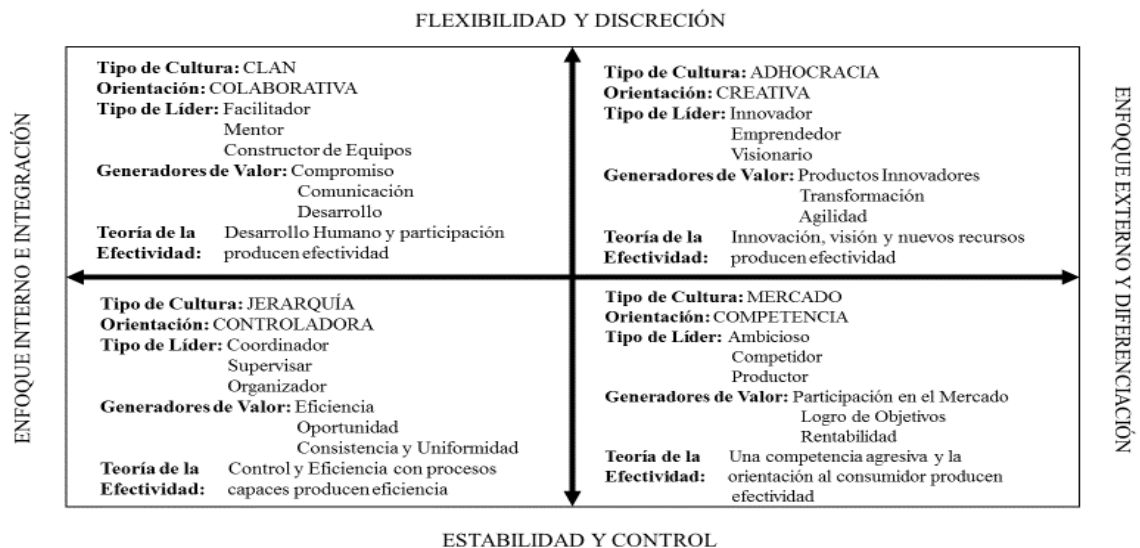 FLEXIBILIDAD Y DISCRECIÓN
ENFOQUE INTERNO E INTEGRACIÓN
Tipo de Cultura: CLAN
Orientación: COLABORATIVA
Tipo de Líder: Facilitador
Mentor
Constructor de Equipos
Generadores de Valor: Compromiso
Comunicación
Desarrollo
Teoría de la Desarrollo Humano y participación
Efectividad: producen efectividad
Tipo de Cultura: ADHOCRACIA
Orientación: CREATIVA
Tipo de Líder: Innovador
Emprendedor
Visionario
Generadores de Valor: Productos Innovadores
Transformación
Agilidad
Teoría de la Innovación, visión y nuevos recursos
Efectividad: producen efectividad
Tipo de Cultura: JERARQUÍA
Orientación: CONTROLADORA
Tipo de Líder: Coordinador
Supervisar
Organizador
Generadores de Valor: Eficiencia
Oportunidad
Consistencia y Uniformidad
Teoría de la Control y Eficiencia con procesos
Efectividad: capaces producen eficiencia
Tipo de Cultura: MERCADO
Orientación: COMPETENCIA
Tipo de Líder: Ambicioso
Competidor
Productor
Generadores de Valor: Participación en el Mercado
Logro de Objetivos
Rentabilidad
Teoría de la Una competencia agresiva y la
Efectividad: orientación al consumidor producen
efectividad
ENFOQUE EXTERNO Y DIFERENCIACIÓN
ESTABILIDAD Y CONTROL